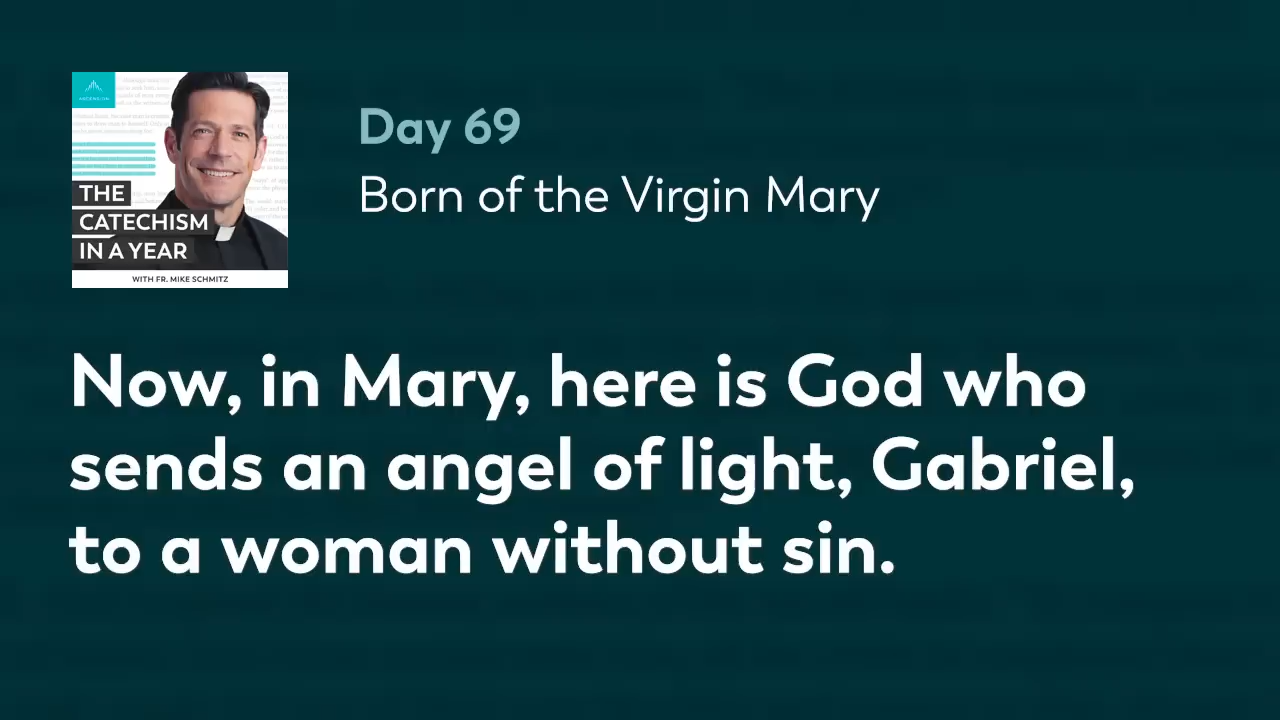 ASCENSION
THE
CATECHISM
IN A YEAR
WITH FR. MIKE SCHMITZ
Day 69
Born of the Virgin Mary
Now, in Mary, here is God who
sends an angel of light, Gabriel,
to a woman without sin.